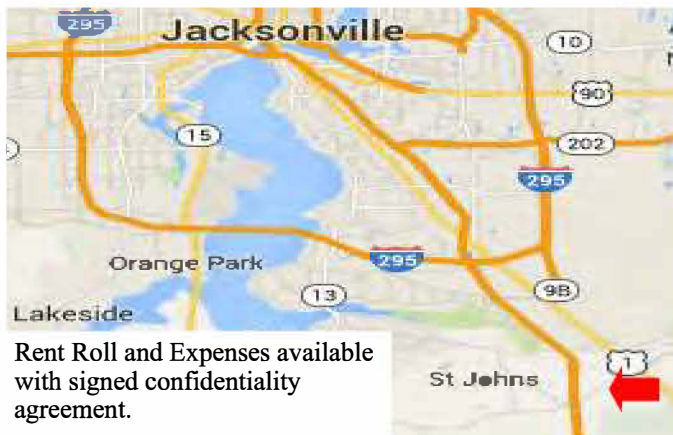 295
Jacksonville
10
90
15
202
295
Orange Park
295
13
9B
Lakeside
1
St Johns
Rent Roll and Expenses available
with signed confidentiality
agreement.